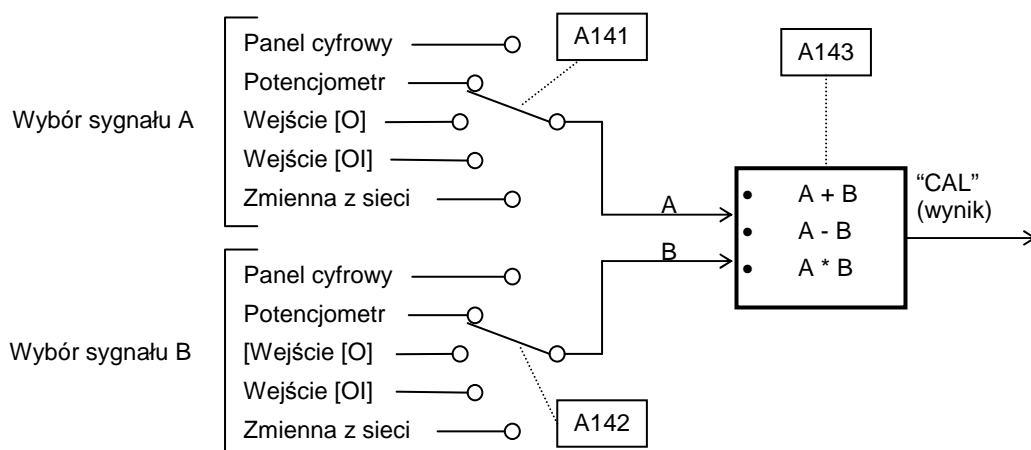 Wybór sygnału A
Panel cyfrowy
Potencjometr
Wejście [O]
Wejście [OI]
Zmienna z sieci
A141
A143
A
B
A + B
A - B
A * B
“CAL”
(wynik)
Wybór sygnału B
Panel cyfrowy
Potencjometr
[Wejście [O]
Wejście [OI]
Zmienna z sieci
A142